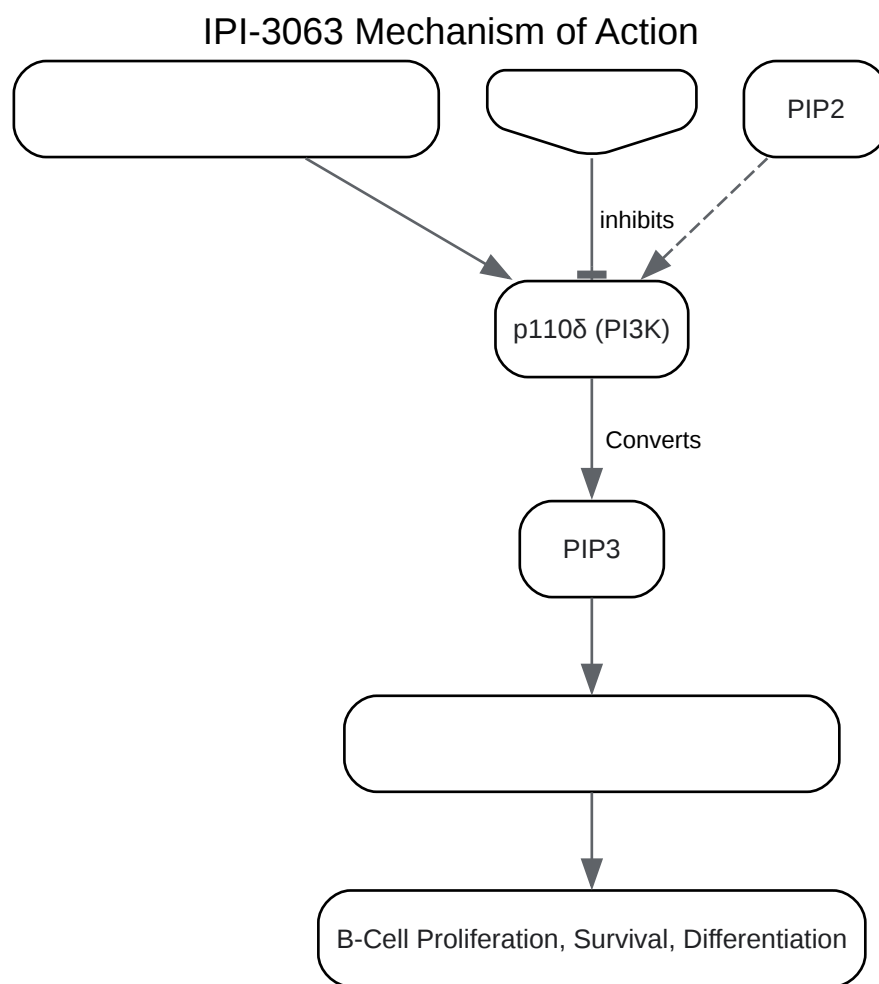 IPI-3063 Mechanism of Action
PIP2
inhibits
p110δ (PI3K)
Converts
PIP3
B-Cell Proliferation, Survival, Differentiation